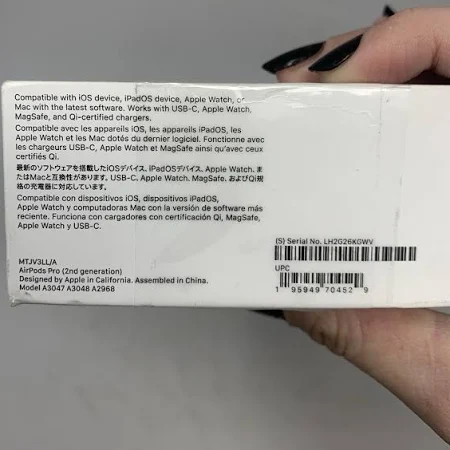 Compatible with iOS device, iPadOS device, Apple Watch, or
Mac with the latest software. Works with USB-C, Apple Watch,
MagSafe, and Qi-certified chargers.
Compatible avec les appareils iOS, les appareils iPadOS, les
Apple Watch et les Mac dotés du dernier logiciel. Fonctionne avec
les chargeurs USB-C, Apple Watch et MagSafe ainsi qu'avec ceux
certifiés Qi.
最新のソフトウェアを搭載したiOSデバイス、iPadOSデバイス、Apple Watch、ま
たはMacと互換性があります。USB-C、Apple Watch、MagSafe、およびQi規
格の充電器に対応しています。
Compatible con dispositivos iOS, dispositivos iPadOS,
Apple Watch y computadoras Mac con la versión de software más
reciente. Funciona con cargadores con certificación Qi, MagSafe,
Apple Watch y USB-C.
(S) Serial No. LH2G26KGWV
UPC
1 95949 70452 9
MTJV3LL/A
AirPods Pro (2nd generation)
Designed by Apple in California. Assembled in China.
Model A3047 A3048 A2968